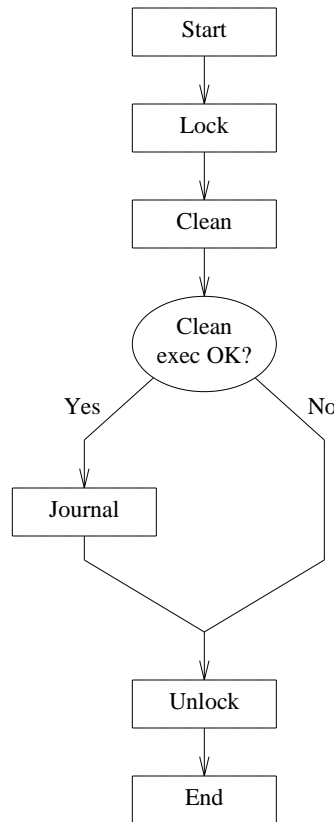 Start
Lock
Clean
Clean
exec OK?
Yes
No
Journal
Unlock
End